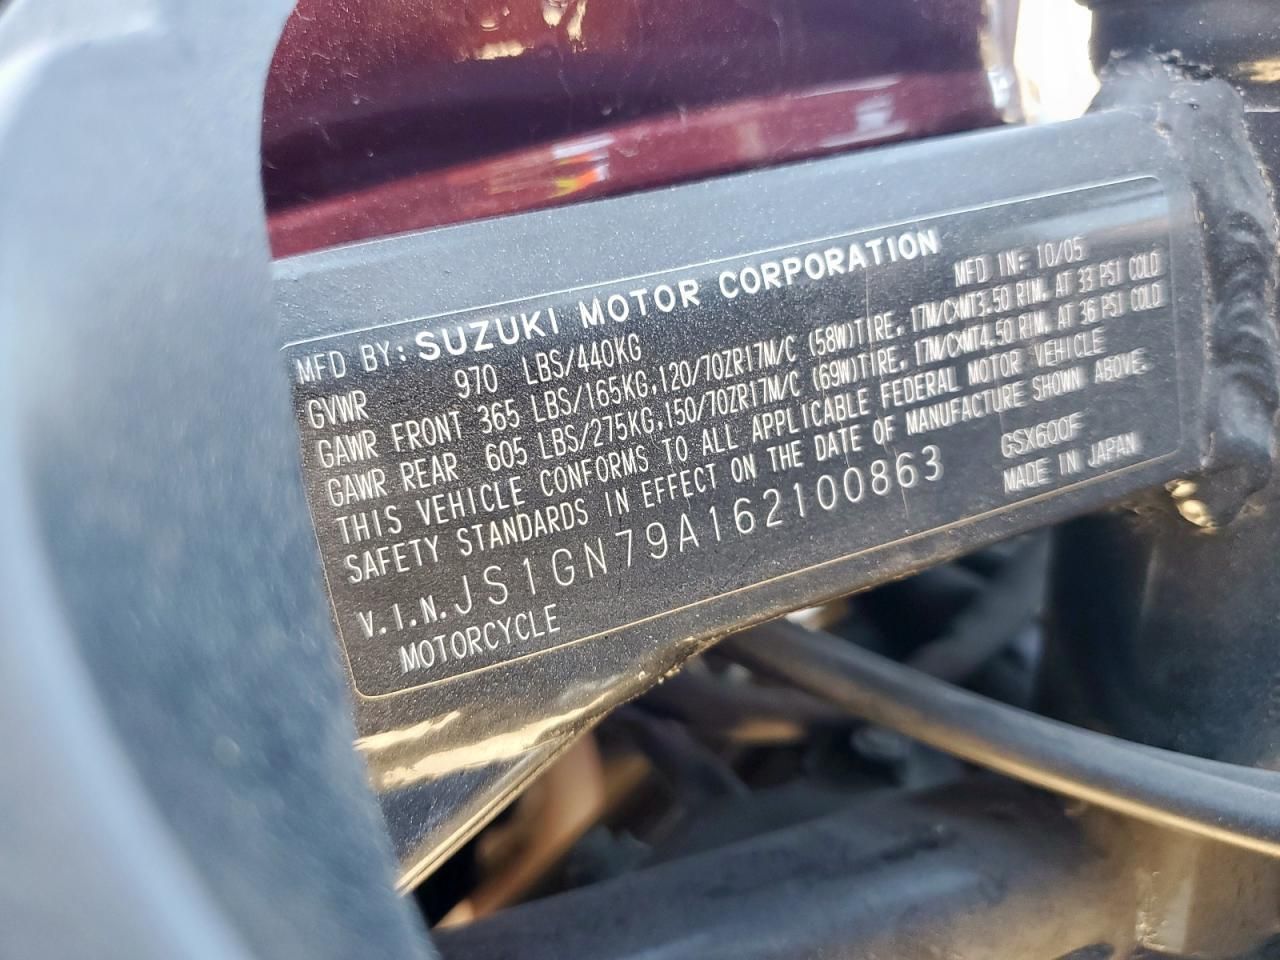 MFD BY: SUZUKI MOTOR CORPORATION MFD IN: 10/05
GVWR 970 LBS/440KG
GAWR FRONT 365 LBS/165KG, 120/70ZR17M/C (58W)TIRE, 17M/CXMT3.50 RIM, AT 33 PSI COLD
GAWR REAR 605 LBS/275KG, 150/70ZR17M/C (69W)TIRE, 17M/CXMT4.50 RIM, AT 36 PSI COLD
THIS VEHICLE CONFORMS TO ALL APPLICABLE FEDERAL MOTOR VEHICLE
SAFETY STANDARDS IN EFFECT ON THE DATE OF MANUFACTURE SHOWN ABOVE.
V.I.N. JS1GN79A162100863 GSX600F
MOTORCYCLE MADE IN JAPAN